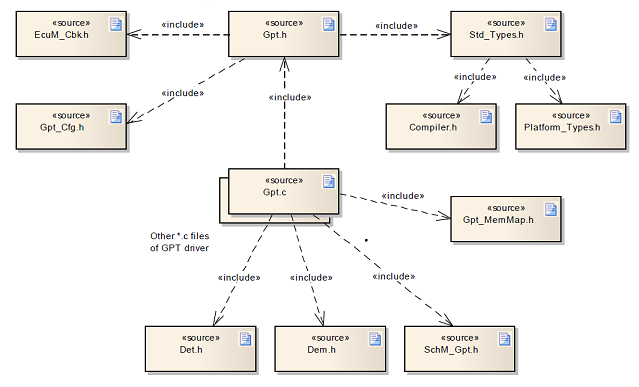 «source»
EcuM_Cbk.h
«include»
«source»
Gpt.h
«include»
«source»
Std_Types.h
«include»
«include»
«include»
«source»
Gpt_Cfg.h
«include»
«source»
Compiler.h
«source»
Platform_Types.h
«source»
Gpt.c
«include»
«source»
Gpt_MemMap.h
Other *.c files
of GPT driver
«include»
«include»
«include»
«source»
Det.h
«source»
Dem.h
«source»
SchM_Gpt.h